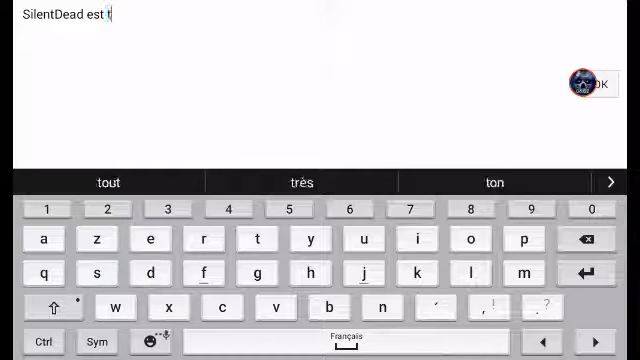 SilentDead est t
OK
tout très ton
1 2 3 4 5 6 7 8 9 0
a z e r t y u i o p
q s d f g h j k l m
w x c v b n ´ , ! . ?
Ctrl Sym Français